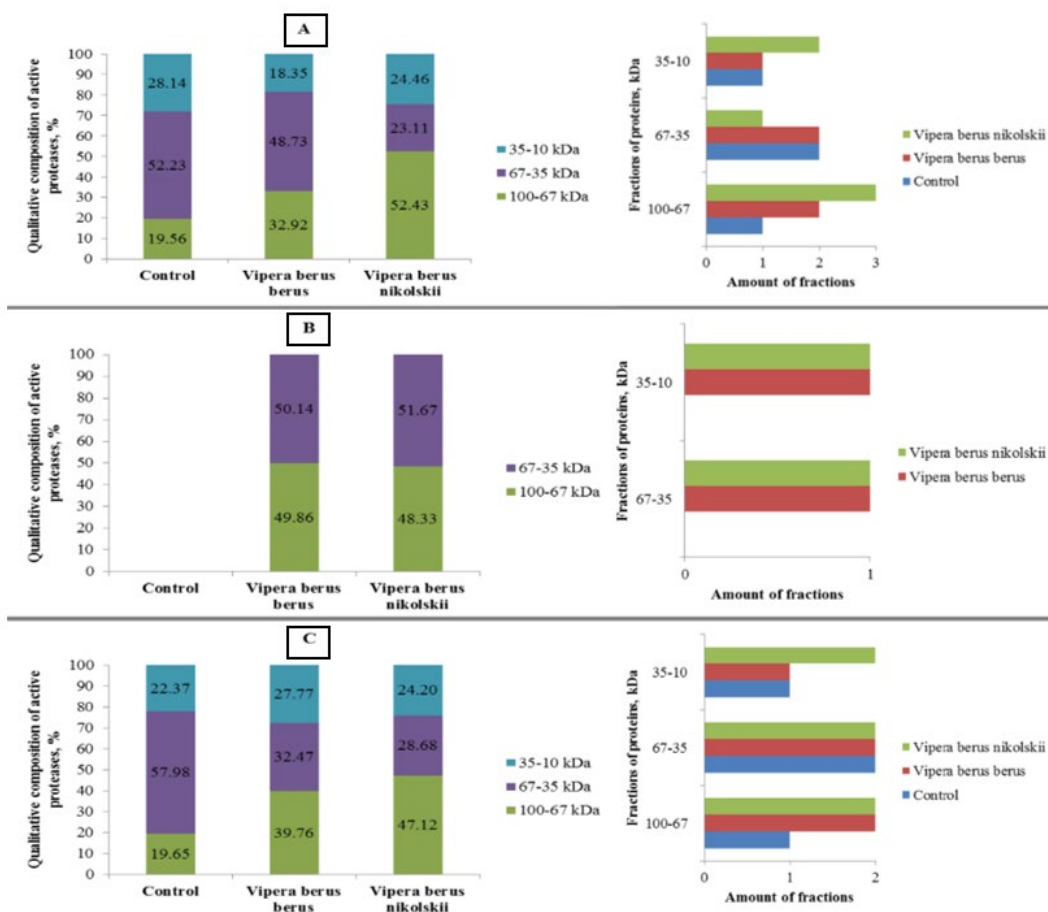 A
Qualitative composition of active
proteases, %
100
90
80
70
60
50
40
30
20
10
0
28.14
18.35
24.46
52.23
48.73
23.11
19.56
32.92
52.43
Control
Vipera berus
berus
Vipera berus
nikolskii
35-10 kDa
67-35 kDa
100-67 kDa
Fractions of proteins, kDa
35-10
67-35
100-67
0 1 2 3
Amount of fractions
Vipera berus nikolskii
Vipera berus berus
Control
B
Qualitative composition of active
proteases, %
100
90
80
70
60
50
40
30
20
10
0
50.14
51.67
49.86
48.33
Control
Vipera berus
berus
Vipera berus
nikolskii
67-35 kDa
100-67 kDa
Fractions of proteins, kDa
35-10
67-35
0 1
Amount of fractions
Vipera berus nikolskii
Vipera berus berus
C
Qualitative composition of active
proteases, %
100
90
80
70
60
50
40
30
20
10
0
22.37
27.77
24.20
57.98
32.47
28.68
19.65
39.76
47.12
Control
Vipera berus
berus
Vipera berus
nikolskii
35-10 kDa
67-35 kDa
100-67 kDa
Fractions of proteins, kDa
35-10
67-35
100-67
0 1 2
Amount of fractions
Vipera berus nikolskii
Vipera berus berus
Control